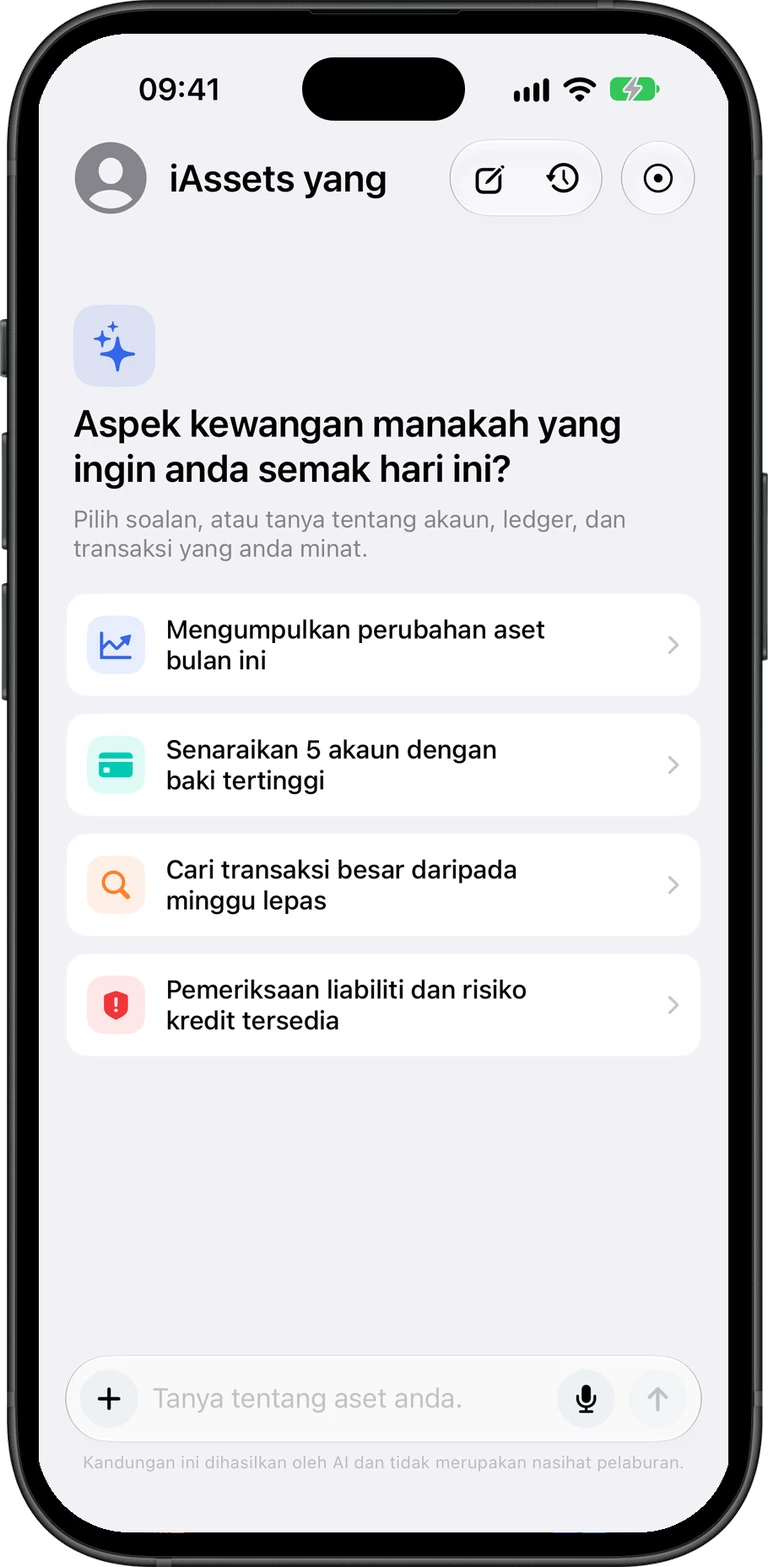 09:41
iAssets yang
Aspek kewangan manakah yang
ingin anda semak hari ini?
Pilih soalan, atau tanya tentang akaun, ledger, dan
transaksi yang anda minat.
Mengumpulkan perubahan aset
bulan ini
Senaraikan 5 akaun dengan
baki tertinggi
Cari transaksi besar daripada
minggu lepas
Pemeriksaan liabiliti dan risiko
kredit tersedia
Tanya tentang aset anda.
Kandungan ini dihasilkan oleh AI dan tidak merupakan nasihat pelaburan.